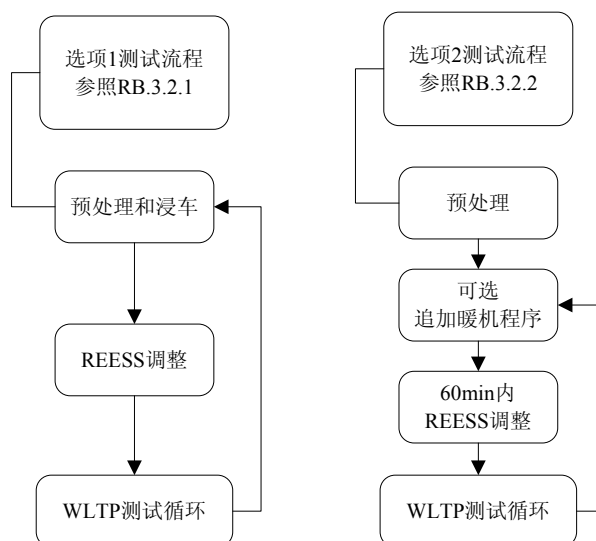 选项1测试流程
参照RB.3.2.1
预处理和浸车
REESS调整
WLTP测试循环
选项2测试流程
参照RB.3.2.2
预处理
可选
追加暖机程序
60min内
REESS调整
WLTP测试循环